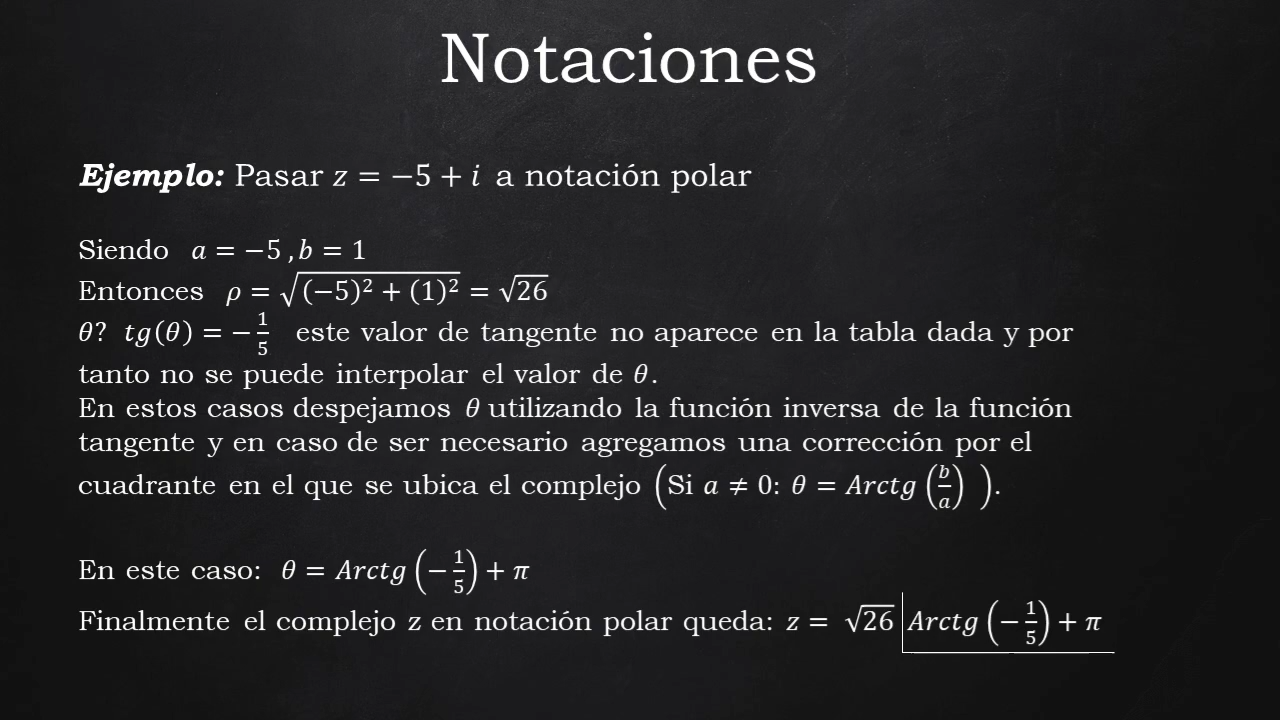 Notaciones
Ejemplo: Pasar z = −5 + i a notación polar
Siendo a = −5 , b = 1
Entonces ρ = √((−5)² + (1)²) = √26
θ? tg(θ) = −1/5 este valor de tangente no aparece en la tabla dada y por
tanto no se puede interpolar el valor de θ.
En estos casos despejamos θ utilizando la función inversa de la función
tangente y en caso de ser necesario agregamos una corrección por el
cuadrante en el que se ubica el complejo (Si a ≠ 0: θ = Arctg (b/a) ).
En este caso: θ = Arctg (−1/5) + π
Finalmente el complejo z en notación polar queda: z = √26 |Arctg (−1/5) + π